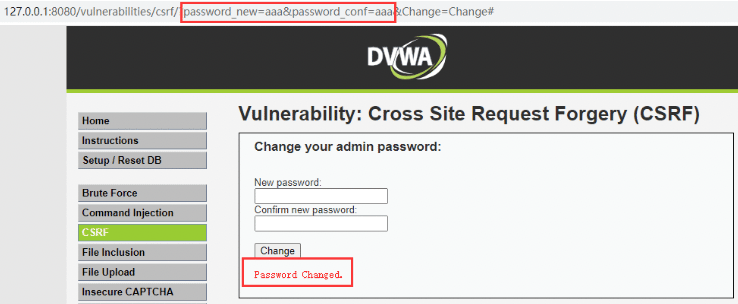 127.0.0.1:8080/vulnerabilities/csrf/?password_new=aaa&password_conf=aaa&Change=Change#
DVWA
Home
Instructions
Setup / Reset DB
Brute Force
Command Injection
CSRF
File Inclusion
File Upload
Insecure CAPTCHA
Vulnerability: Cross Site Request Forgery (CSRF)
Change your admin password:
New password:
Confirm new password:
Change
Password Changed.